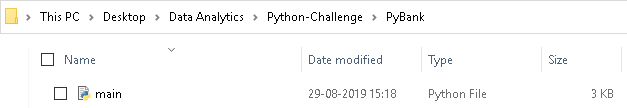 This PC > Desktop > Data Analytics > Python-Challenge > PyBank
Name Date modified Type Size
main 29-08-2019 15:18 Python File 3 KB